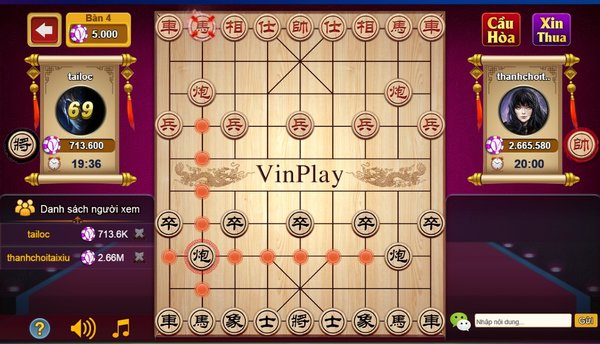 Bàn 4
5.000
tailoc
69
713.600
19:36
將
Danh sách người xem
tailoc 713.6K
thanhchoitaixiu 2.66M
車馬相仕帥仕相馬車
炮 炮
兵 兵 兵 兵 兵
VinPlay
卒 卒 卒 卒 卒
炮 炮
車馬象士將士象馬車
Cầu Hòa
Xin Thua
thanhchoit..
2.665.580
20:00
帥
Nhập nội dung...
Gửi
?